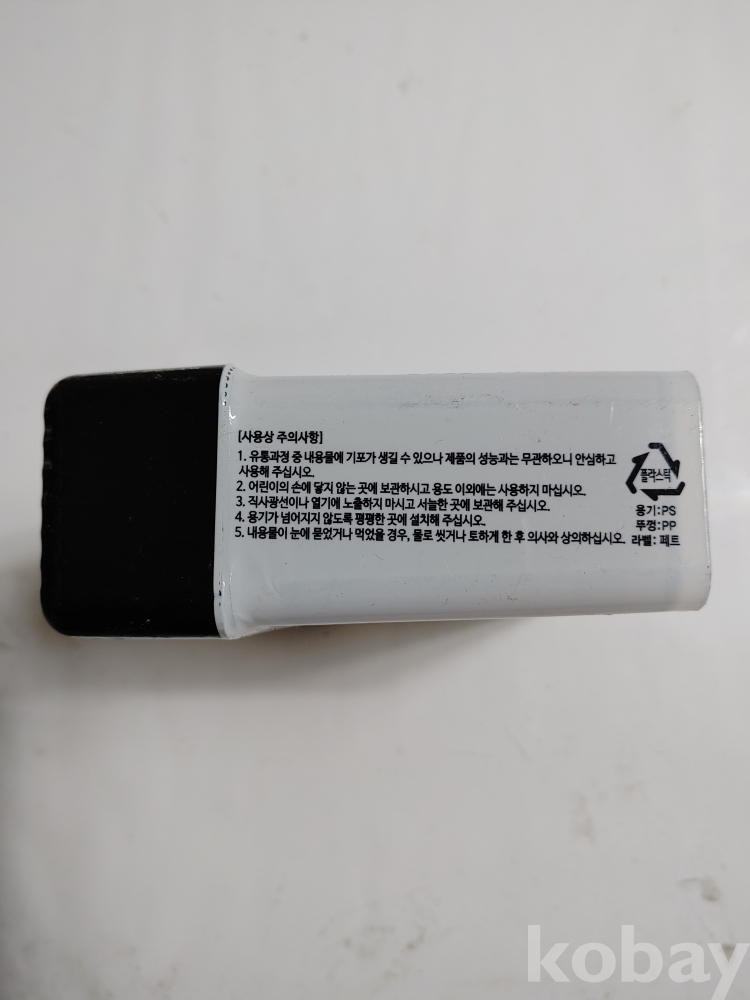 [사용상 주의사항]
1. 유통과정 중 내용물에 기포가 생길 수 있으나 제품의 성능과는 무관하오니 안심하고
사용해 주십시오.
2. 어린이의 손에 닿지 않는 곳에 보관하시고 용도 이외에는 사용하지 마십시오.
3. 직사광선이나 열기에 노출하지 마시고 서늘한 곳에 보관해 주십시오.
4. 용기가 넘어지지 않도록 평평한 곳에 설치해 주십시오.
5. 내용물이 눈에 묻었거나 먹었을 경우, 물로 씻거나 토하게 한 후 의사와 상의하십시오.
플라스틱
용기:PS
뚜껑:PP
라벨: 페트
kobay